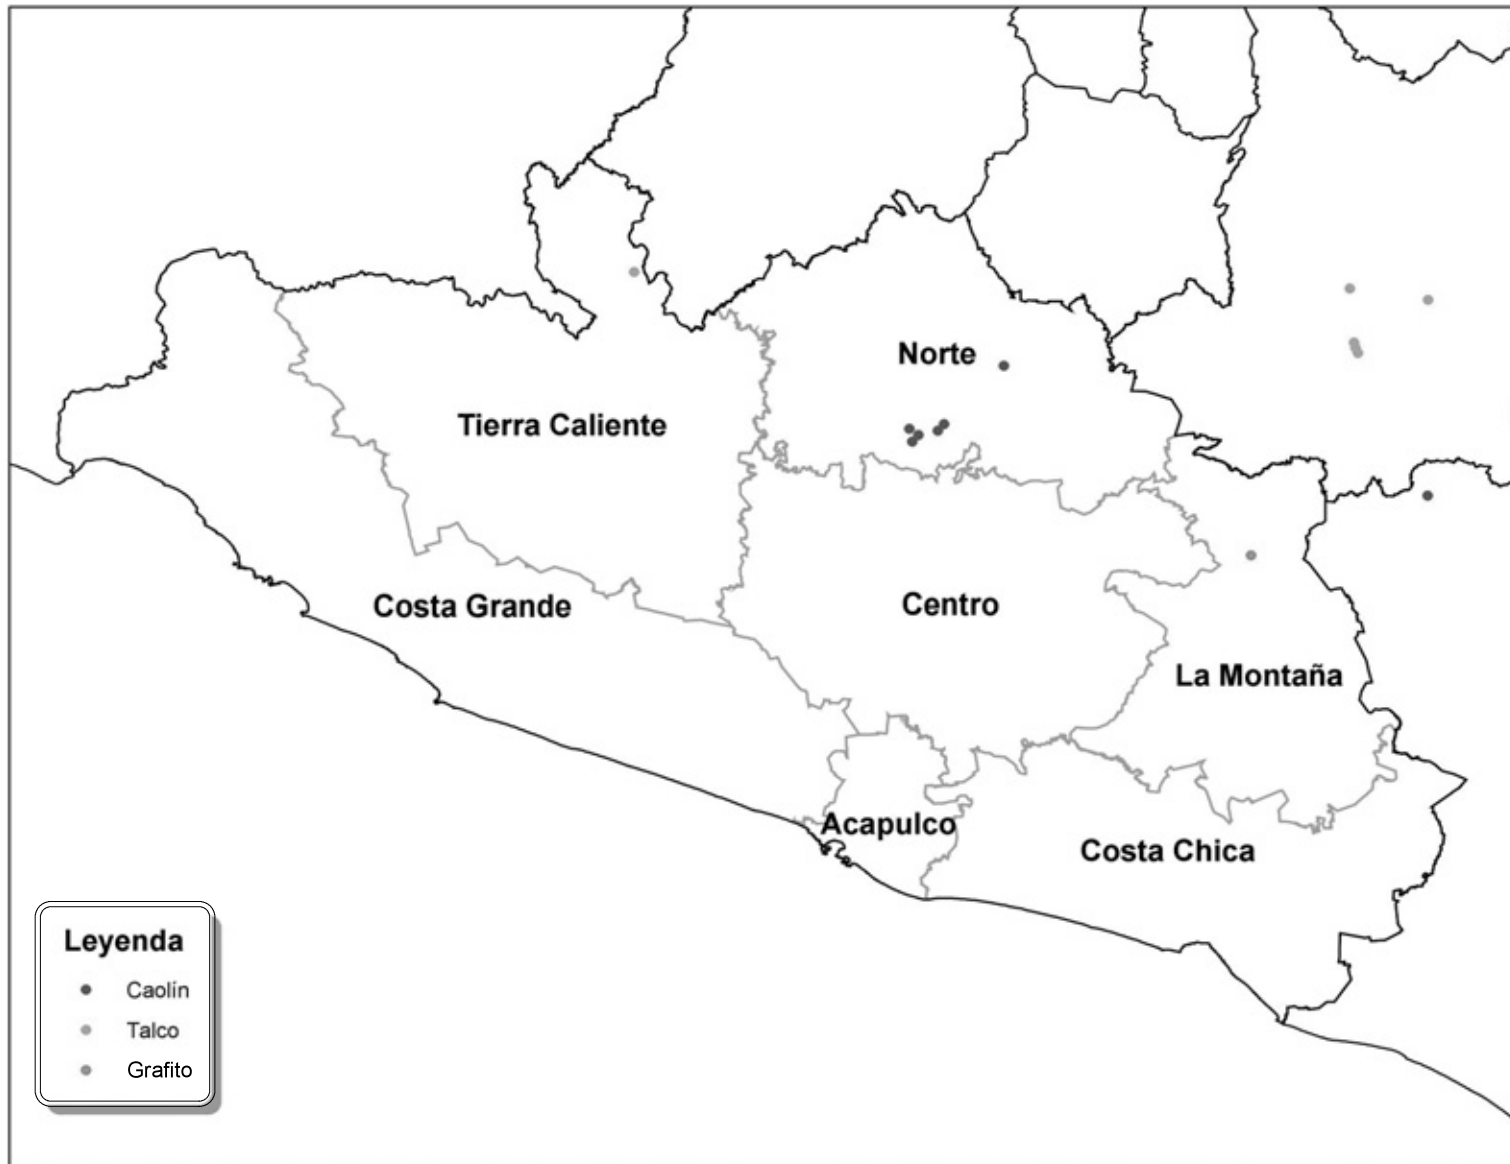 Norte
Tierra Caliente
Costa Grande
Centro
La Montaña
Acapulco
Costa Chica
Leyenda
Caolín
Talco
Grafito